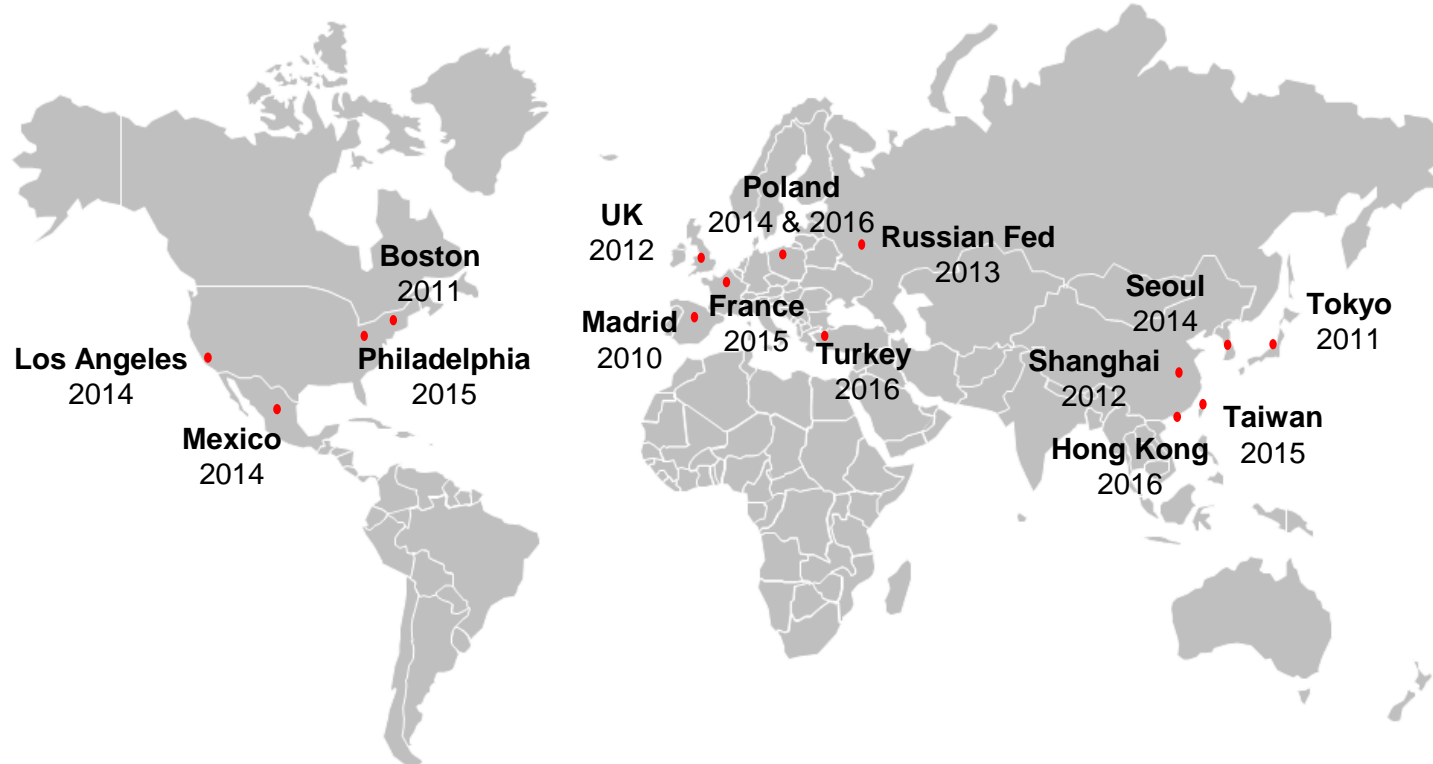 Poland
2014 & 2016
UK
2012
Russian Fed
2013
Boston
2011
Seoul
2014
Tokyo
2011
France
2015
Madrid
2010
Los Angeles
2014
Philadelphia
2015
Turkey
2016
Shanghai
2012
Taiwan
2015
Mexico
2014
Hong Kong
2016